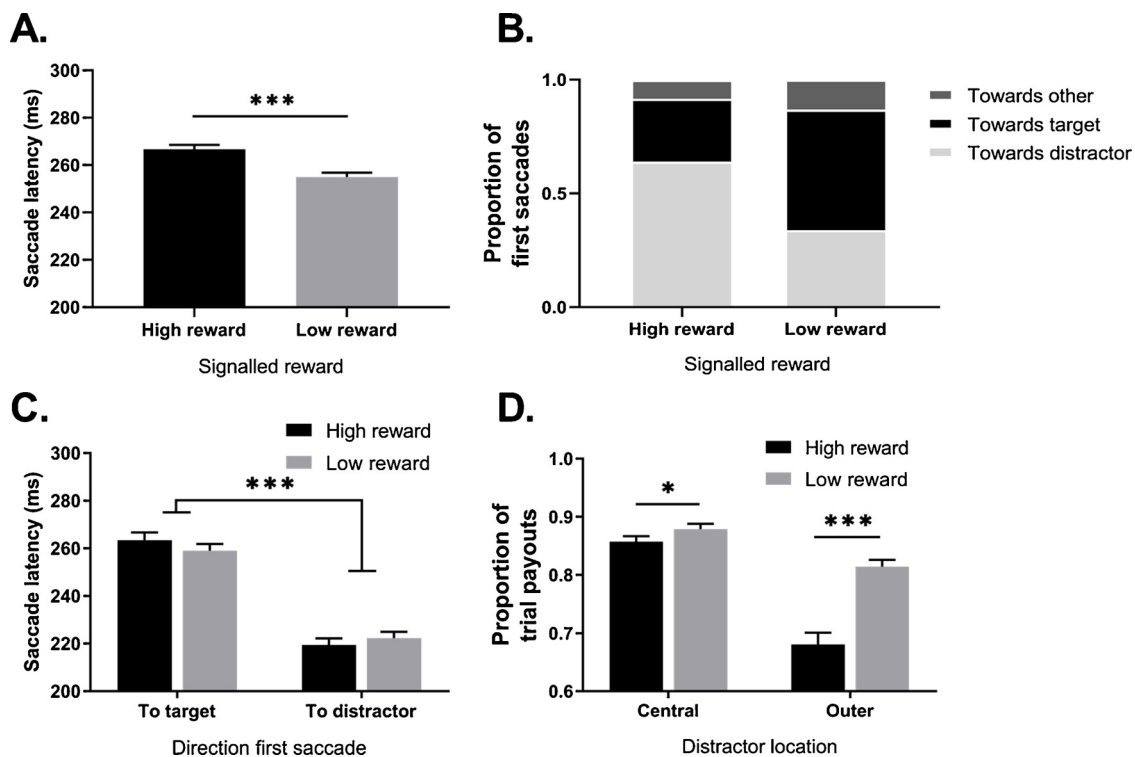 A.
Saccade latency (ms)
300
280
260
240
220
200
***
High reward
Low reward
Signalled reward
B.
Proportion of
first saccades
1.0
0.5
0.0
High reward
Low reward
Signalled reward
Towards other
Towards target
Towards distractor
C.
Saccade latency (ms)
300
280
260
240
220
200
High reward
Low reward
***
To target
To distractor
Direction first saccade
D.
Proportion of
trial payouts
1.0
0.9
0.8
0.7
0.6
High reward
Low reward
*
***
Central
Outer
Distractor location